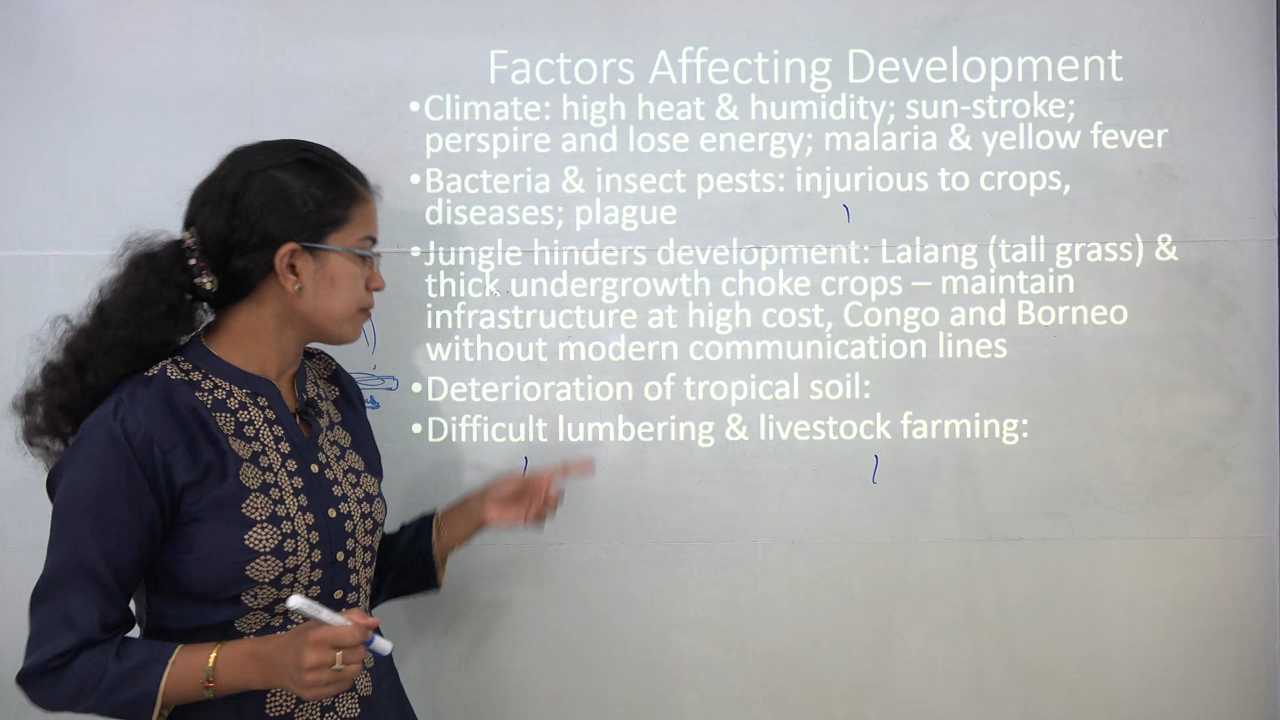 Factors Affecting Development
•Climate: high heat & humidity; sun-stroke;
perspire and lose energy; malaria & yellow fever
•Bacteria & insect pests: injurious to crops,
diseases; plague
•Jungle hinders development: Lalang (tall grass) &
thick undergrowth choke crops – maintain
infrastructure at high cost, Congo and Borneo
without modern communication lines
•Deterioration of tropical soil:
•Difficult lumbering & livestock farming: